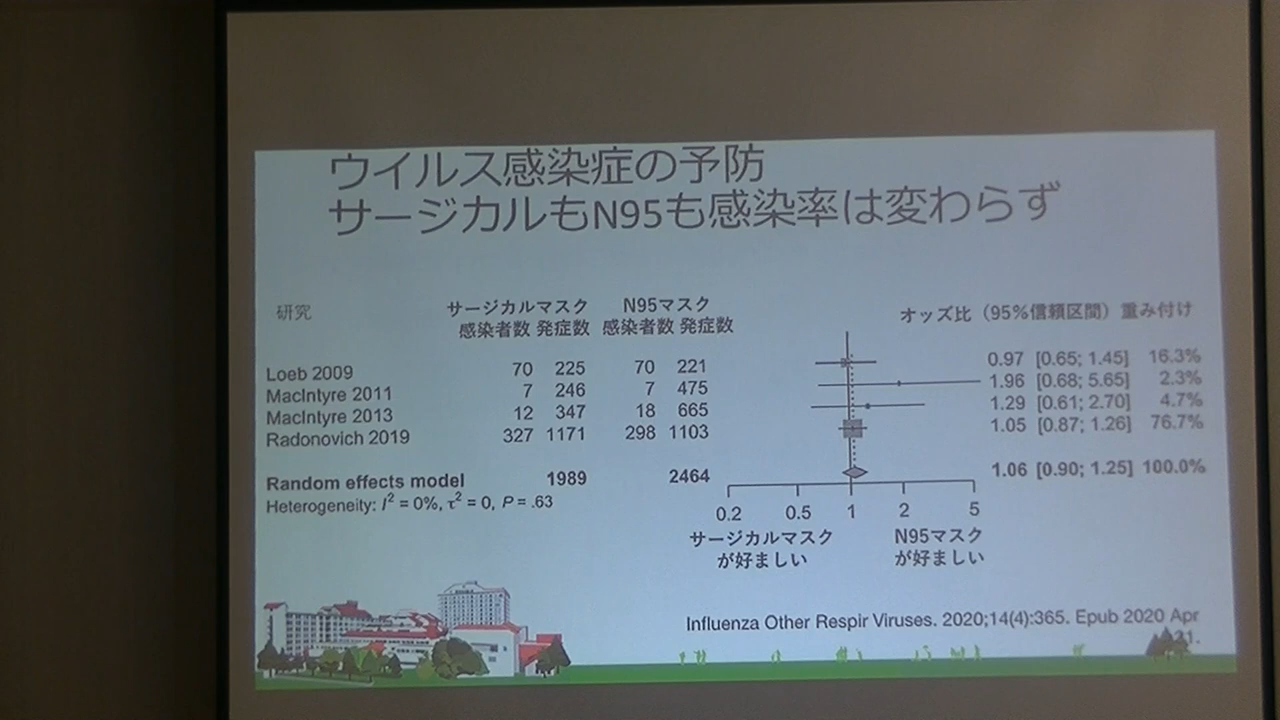 ウイルス感染症の予防
サージカルもN95も感染率は変わらず
研究 サージカルマスク N95マスク オッズ比（95%信頼区間）重み付け
感染者数 発症数 感染者数 発症数
Loeb 2009 70 225 70 221 0.97 [0.65; 1.45] 16.3%
MacIntyre 2011 7 246 7 475 1.96 [0.68; 5.65] 2.3%
MacIntyre 2013 12 347 18 665 1.29 [0.61; 2.70] 4.7%
Radonovich 2019 327 1171 298 1103 1.05 [0.87; 1.26] 76.7%
Random effects model 1989 2464 1.06 [0.90; 1.25] 100.0%
Heterogeneity: I² = 0%, τ² = 0, P = .63
0.2 0.5 1 2 5
サージカルマスク
が好ましい
N95マスク
が好ましい
Influenza Other Respir Viruses. 2020;14(4):365. Epub 2020 Apr
21.